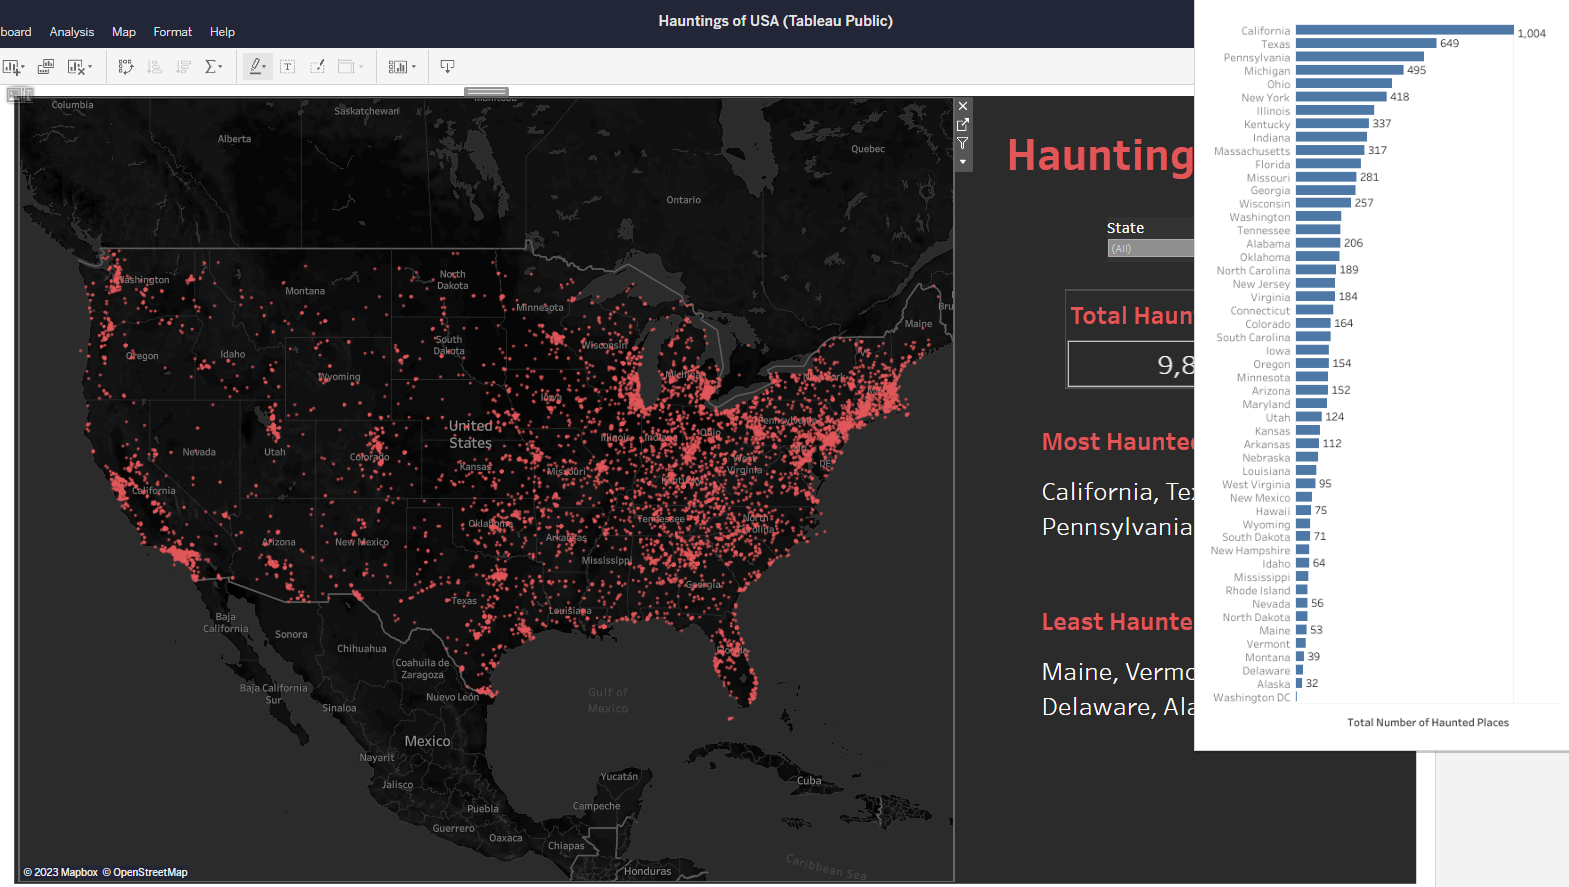 Hauntings of USA (Tableau Public)
board Analysis Map Format Help
Columbia
Saskatchewan
Manitoba
Alberta
Quebec
Ontario
Washington
Montana
North
Dakota
Minnesota
Maine
Bru
Oregon
Idaho
South
Dakota
Wisconsin
Wyoming
Michigan
New York
Iowa
United
States
Pennsylvania
Nevada
Utah
Colorado
Kansas
Illinois
Indiana
Ohio
West
Virginia
DE
Missouri
Kentucky
California
Oklahoma
Tennessee
North
Carolina
Arizona
New Mexico
Arkansas
Mississippi
Georgia
Texas
Louisiana
Florida
Baja
California
Sonora
Chihuahua
Coahuila de
Zaragoza
Baja California
Sur
Nuevo León
Gulf of
Mexico
Sinaloa
Mexico
Nayarit
Jalisco
Yucatán
Cuba
Campeche
Puebla
Guerrero
Oaxaca
Chiapas
Honduras
Caribbean Sea
© 2023 Mapbox © OpenStreetMap
Haunting
State
(All)
Total Haun
9,8
Most Haunted
California, Te
Pennsylvania
Least Haunte
Maine, Vermo
Delaware, Ala
California 1,004
Texas 649
Pennsylvania
Michigan 495
Ohio
New York 418
Illinois
Kentucky 337
Indiana
Massachusetts 317
Florida
Missouri 281
Georgia
Wisconsin 257
Washington
Tennessee
Alabama 206
Oklahoma
North Carolina 189
New Jersey
Virginia 184
Connecticut
Colorado 164
South Carolina
Iowa
Oregon 154
Minnesota
Arizona 152
Maryland
Utah 124
Kansas
Arkansas 112
Nebraska
Louisiana
West Virginia 95
New Mexico
Hawaii 75
Wyoming
South Dakota 71
New Hampshire
Idaho 64
Mississippi
Rhode Island
Nevada 56
North Dakota
Maine 53
Vermont
Montana 39
Delaware
Alaska 32
Washington DC
Total Number of Haunted Places